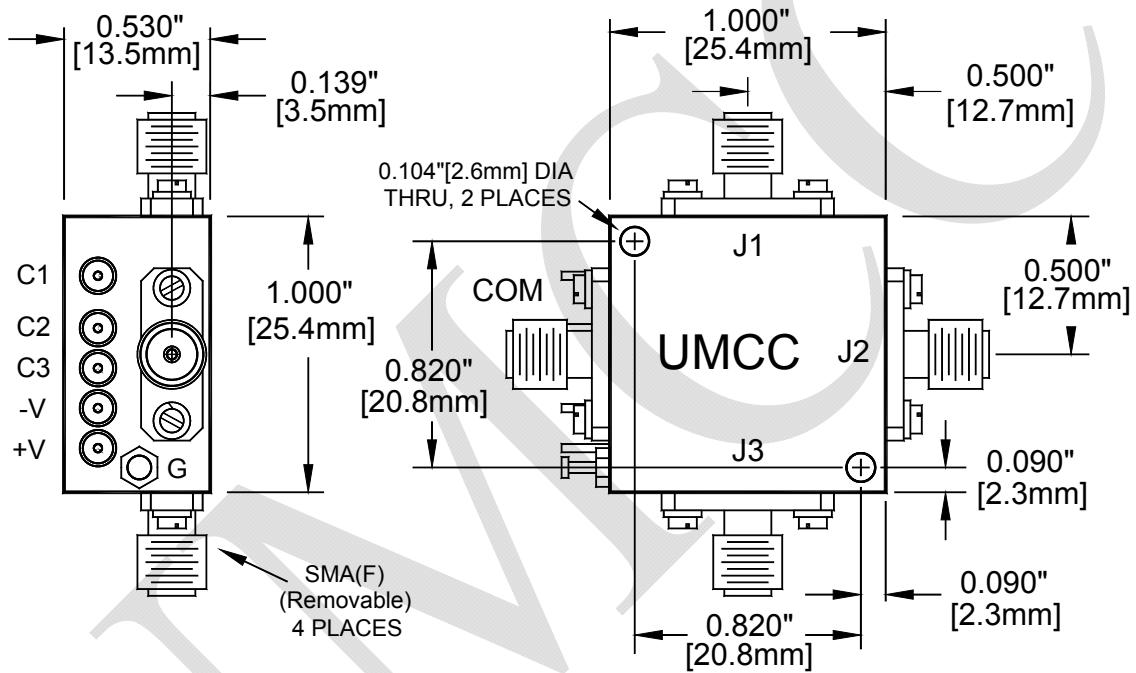 0.530"
[13.5mm]
0.139"
[3.5mm]
1.000"
[25.4mm]
0.500"
[12.7mm]
0.104"[2.6mm] DIA
THRU, 2 PLACES
C1
C2
C3
-V
+V
G
1.000"
[25.4mm]
COM
0.820"
[20.8mm]
J1
UMCC
J2
J3
0.500"
[12.7mm]
0.090"
[2.3mm]
SMA(F)
(Removable)
4 PLACES
0.820"
[20.8mm]
0.090"
[2.3mm]
UMCC